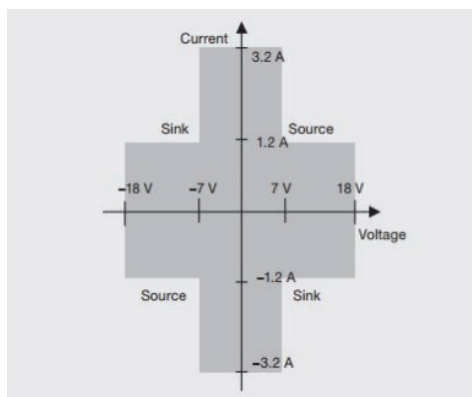 Current
3.2 A
Sink
Source
1.2 A
−18 V
−7 V
7 V
18 V
Voltage
−1.2 A
Source
Sink
−3.2 A